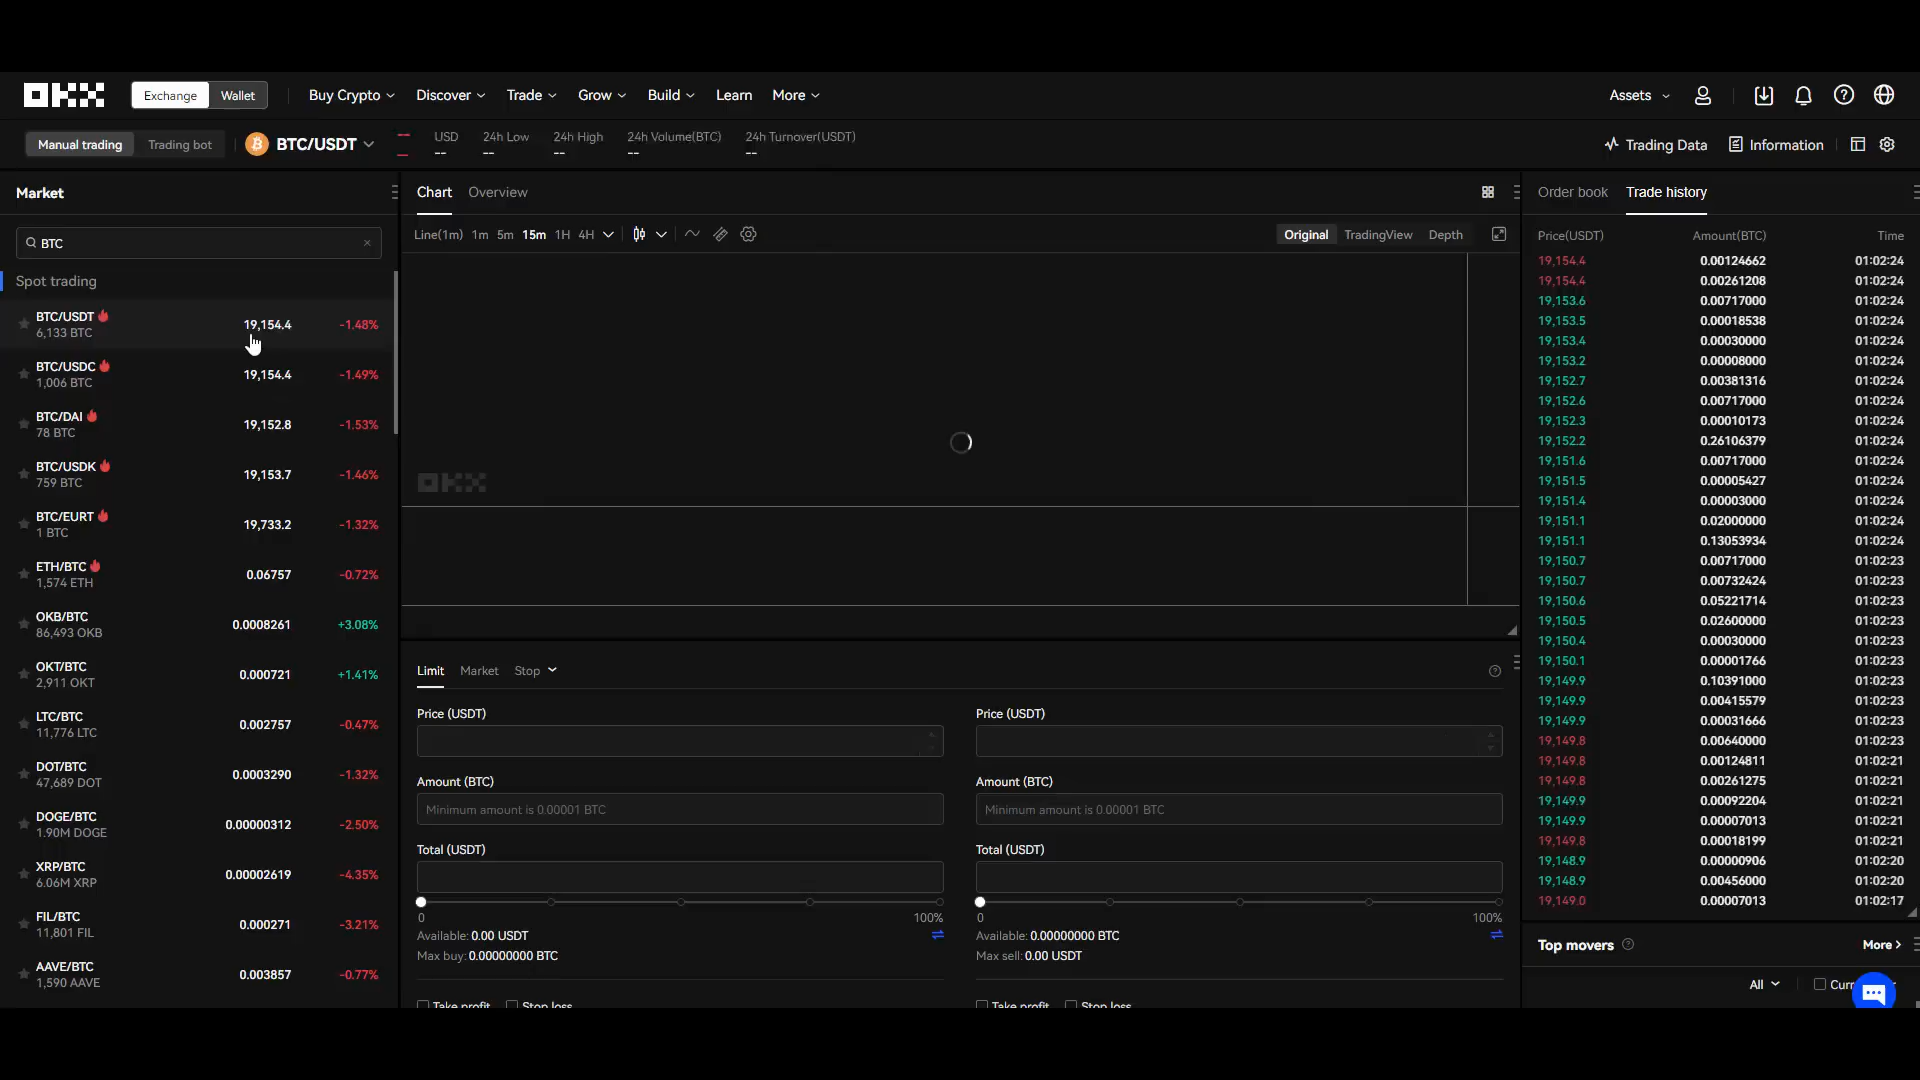 OKX
Exchange Wallet Buy Crypto Discover Trade Grow Build Learn More Assets
Manual trading Trading bot BTC/USDT -- USD 24h Low 24h High 24h Volume(BTC) 24h Turnover(USDT)
-- -- -- -- --
Trading Data Information
Market
BTC
Spot trading
BTC/USDT 19,154.4 -1.48%
6,133 BTC
BTC/USDC 19,154.4 -1.49%
1,006 BTC
BTC/DAI 19,152.8 -1.53%
78 BTC
BTC/USDK 19,153.7 -1.46%
759 BTC
BTC/EURT 19,733.2 -1.32%
1 BTC
ETH/BTC 0.06757 -0.72%
1,574 ETH
OKB/BTC 0.0008261 +3.08%
86,493 OKB
OKT/BTC 0.000721 +1.41%
2,911 OKT
LTC/BTC 0.002757 -0.47%
11,776 LTC
DOT/BTC 0.0003290 -1.32%
47,689 DOT
DOGE/BTC 0.00000312 -2.50%
1.90M DOGE
XRP/BTC 0.00002619 -4.35%
6.06M XRP
FIL/BTC 0.000271 -3.21%
11,801 FIL
AAVE/BTC 0.003857 -0.77%
1,590 AAVE
Chart Overview
Line(1m) 1m 5m 15m 1H 4H Original TradingView Depth
OKX
Limit Market Stop
Price (USDT) Price (USDT)
Amount (BTC) Amount (BTC)
Minimum amount is 0.00001 BTC Minimum amount is 0.00001 BTC
Total (USDT) Total (USDT)
0 100% 0 100%
Available: 0.00 USDT Available: 0.00000000 BTC
Max buy: 0.00000000 BTC Max sell: 0.00 USDT
Take profit Stop loss Take profit Stop loss
Order book Trade history
Price(USDT) Amount(BTC) Time
19,154.4 0.00124662 01:02:24
19,154.4 0.00261208 01:02:24
19,153.6 0.00717000 01:02:24
19,153.5 0.00018538 01:02:24
19,153.4 0.00030000 01:02:24
19,153.2 0.00008000 01:02:24
19,152.7 0.00381316 01:02:24
19,152.6 0.00717000 01:02:24
19,152.3 0.00010173 01:02:24
19,152.2 0.26106379 01:02:24
19,151.6 0.00717000 01:02:24
19,151.5 0.00005427 01:02:24
19,151.4 0.00003000 01:02:24
19,151.1 0.02000000 01:02:24
19,151.1 0.13053934 01:02:24
19,150.7 0.00717000 01:02:23
19,150.7 0.00732424 01:02:23
19,150.6 0.05221714 01:02:23
19,150.5 0.02600000 01:02:23
19,150.4 0.00030000 01:02:23
19,150.1 0.00001766 01:02:23
19,149.9 0.10391000 01:02:23
19,149.9 0.00415579 01:02:23
19,149.9 0.00031666 01:02:23
19,149.8 0.00640000 01:02:23
19,149.8 0.00124811 01:02:21
19,149.8 0.00261275 01:02:21
19,149.9 0.00092204 01:02:21
19,149.9 0.00007013 01:02:21
19,149.8 0.00018199 01:02:21
19,148.9 0.00000906 01:02:20
19,148.9 0.00456000 01:02:20
19,149.0 0.00007013 01:02:17
Top movers More
All